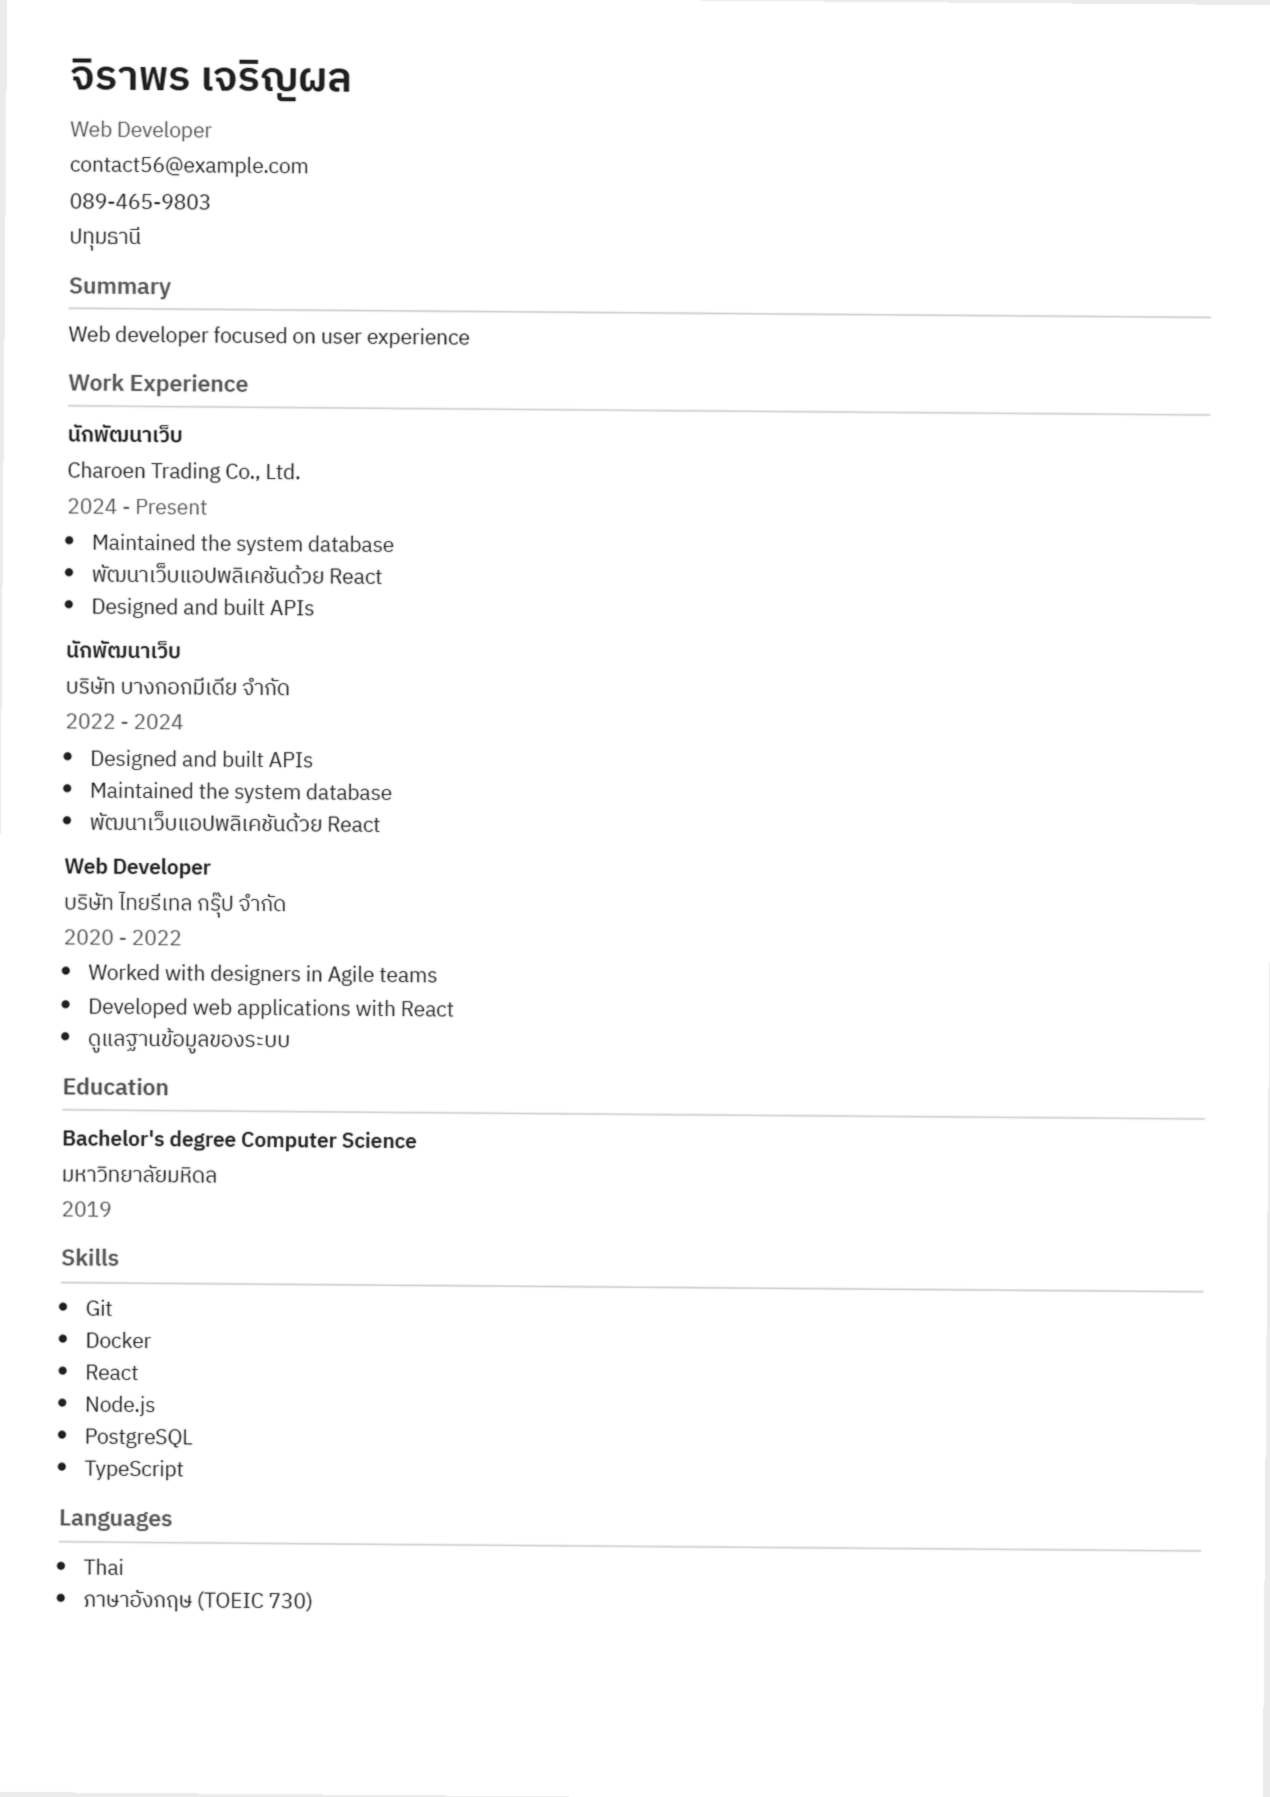 จิราพร เจริญผล
Web Developer
contact56@example.com
089-465-9803
ปทุมธานี
Summary
Web developer focused on user experience
Work Experience
นักพัฒนาเว็บ
Charoen Trading Co., Ltd.
2024 - Present
Maintained the system database
พัฒนาเว็บแอปพลิเคชันด้วย React
Designed and built APIs
นักพัฒนาเว็บ
บริษัท บางกอกมีเดีย จำกัด
2022 - 2024
Designed and built APIs
Maintained the system database
พัฒนาเว็บแอปพลิเคชันด้วย React
Web Developer
บริษัท ไทยรีเทล กรุ๊ป จำกัด
2020 - 2022
Worked with designers in Agile teams
Developed web applications with React
ดูแลฐานข้อมูลของระบบ
Education
Bachelor's degree Computer Science
มหาวิทยาลัยมหิดล
2019
Skills
Git
Docker
React
Node.js
PostgreSQL
TypeScript
Languages
Thai
ภาษาอังกฤษ (TOEIC 730)